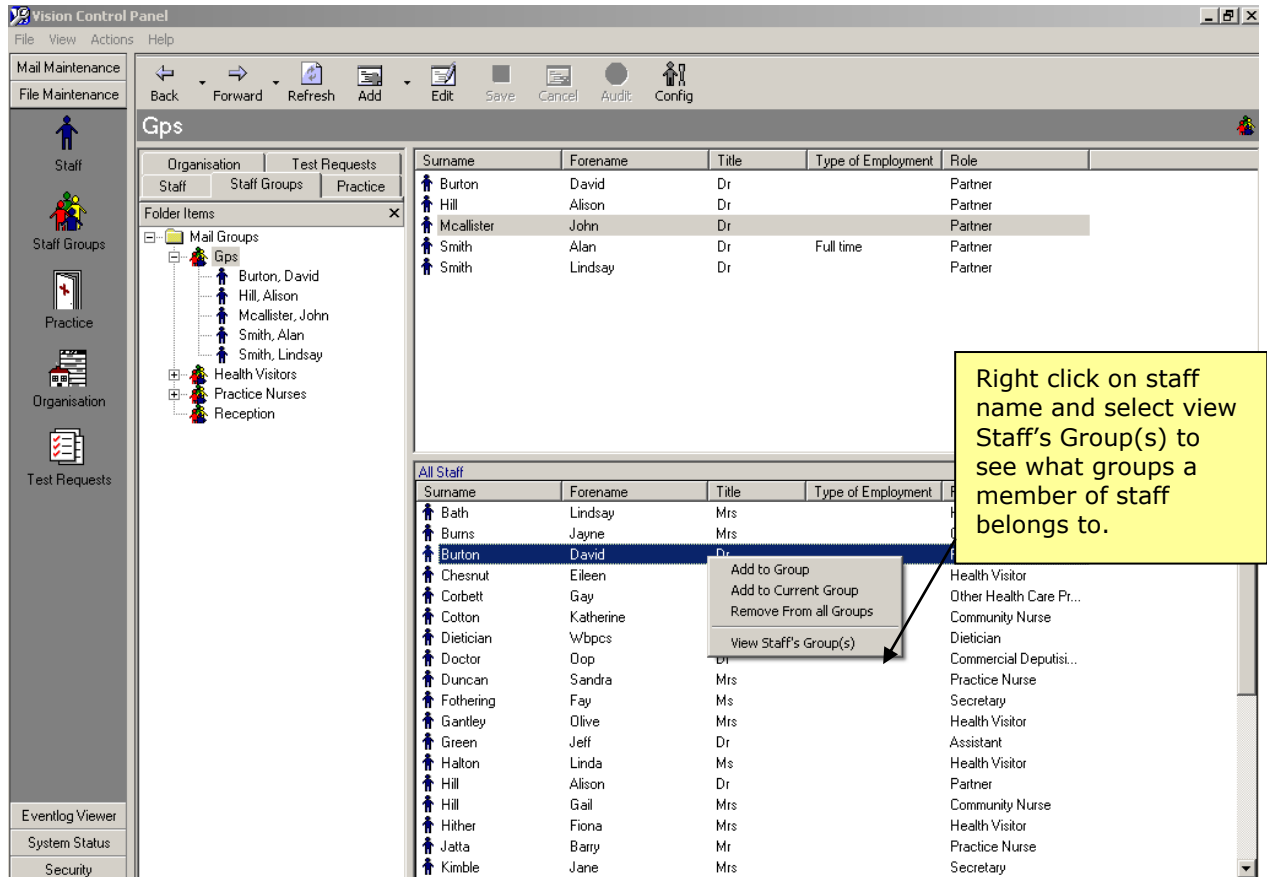 Vision Control Panel
File View Actions Help
Mail Maintenance
File Maintenance
Back Forward Refresh Add Edit Save Cancel Audit Config
Gps
Staff
Staff Groups
Practice
Organisation
Test Requests
Eventlog Viewer
System Status
Security
Organisation Test Requests
Staff Staff Groups Practice
Folder Items
Mail Groups
Gps
Burton, David
Hill, Alison
Mcallister, John
Smith, Alan
Smith, Lindsay
Health Visitors
Practice Nurses
Reception
Surname Forename Title Type of Employment Role
Burton David Dr Partner
Hill Alison Dr Partner
Mcallister John Dr Partner
Smith Alan Dr Full time Partner
Smith Lindsay Dr Partner
Right click on staff
name and select view
Staff's Group(s) to
see what groups a
member of staff
belongs to.
All Staff
Surname Forename Title Type of Employment
Bath Lindsay Mrs
Burns Jayne Mrs
Burton David Dr
Chesnut Eileen Health Visitor
Corbett Gay Other Health Care Pr...
Cotton Katherine Community Nurse
Dietician Wbpcs Dietician
Doctor Oop Dr Commercial Deputisi...
Duncan Sandra Mrs Practice Nurse
Fothering Fay Ms Secretary
Gantley Olive Mrs Health Visitor
Green Jeff Dr Assistant
Halton Linda Ms Health Visitor
Hill Alison Dr Partner
Hill Gail Mrs Community Nurse
Hither Fiona Mrs Health Visitor
Jatta Barry Mr Practice Nurse
Kimble Jane Mrs Secretary
Add to Group
Add to Current Group
Remove From all Groups
View Staff's Group(s)